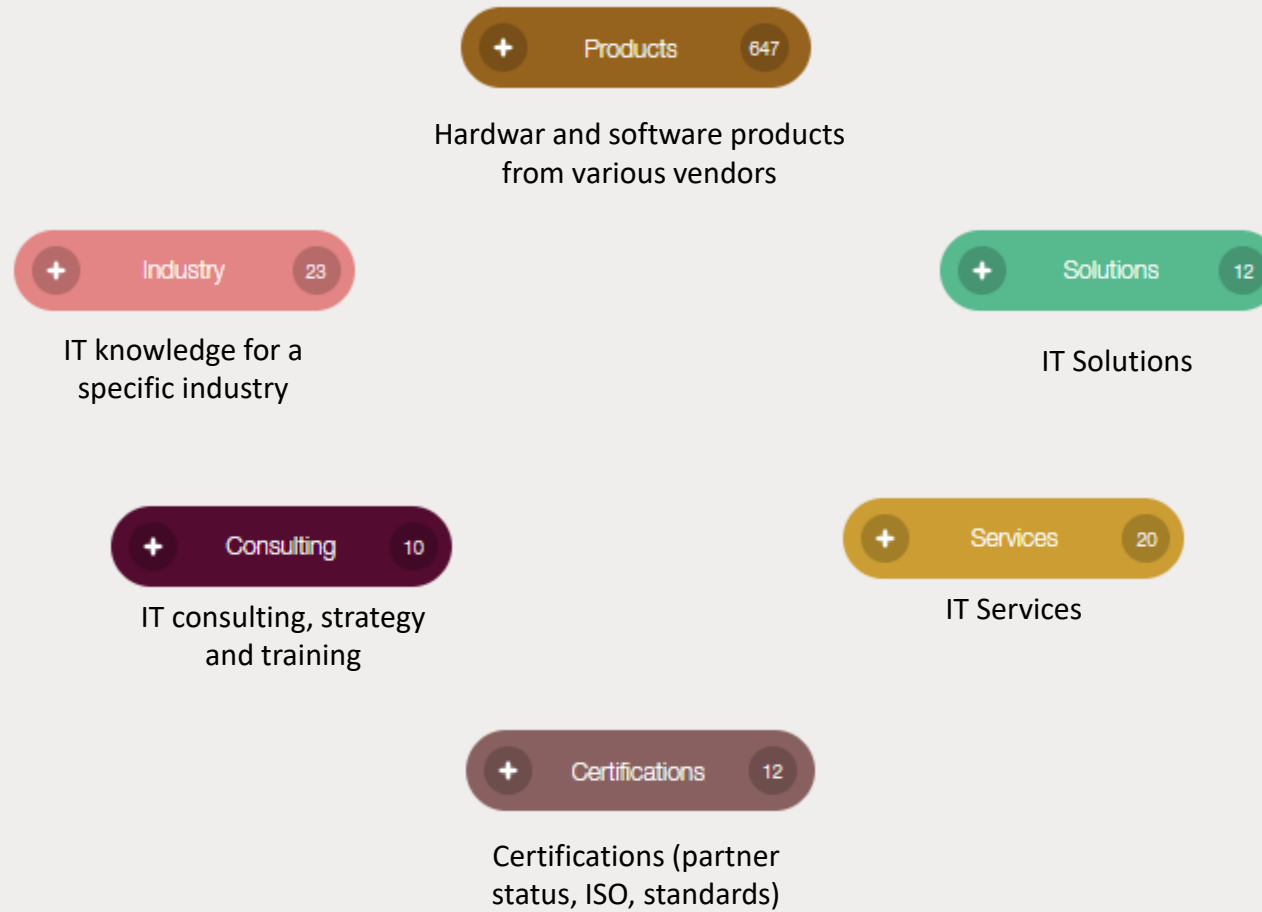 + Products 647
Hardwar and software products
from various vendors
+ Industry 23
IT knowledge for a
specific industry
+ Solutions 12
IT Solutions
+ Consulting 10
IT consulting, strategy
and training
+ Services 20
IT Services
+ Certifications 12
Certifications (partner
status, ISO, standards)